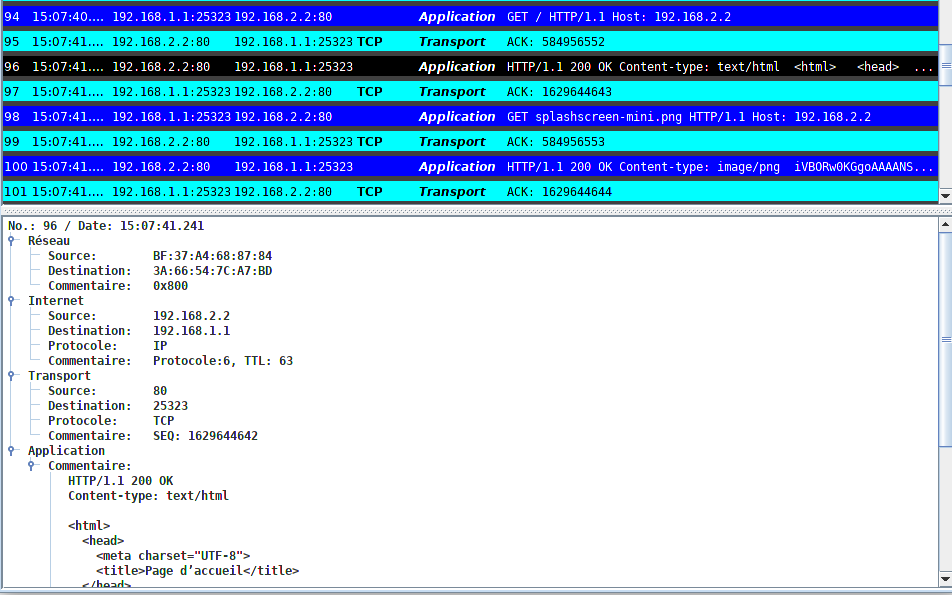 94 15:07:40.... 192.168.1.1:25323 192.168.2.2:80 Application GET / HTTP/1.1 Host: 192.168.2.2
95 15:07:41.... 192.168.2.2:80 192.168.1.1:25323 TCP Transport ACK: 584956552
96 15:07:41.... 192.168.2.2:80 192.168.1.1:25323 Application HTTP/1.1 200 OK Content-type: text/html <html> <head> ...
97 15:07:41.... 192.168.1.1:25323 192.168.2.2:80 TCP Transport ACK: 1629644643
98 15:07:41.... 192.168.1.1:25323 192.168.2.2:80 Application GET splashscreen-mini.png HTTP/1.1 Host: 192.168.2.2
99 15:07:41.... 192.168.2.2:80 192.168.1.1:25323 TCP Transport ACK: 584956553
100 15:07:41.... 192.168.2.2:80 192.168.1.1:25323 Application HTTP/1.1 200 OK Content-type: image/png iVBORw0KGgoAAAANS...
101 15:07:41.... 192.168.1.1:25323 192.168.2.2:80 TCP Transport ACK: 1629644644
No.: 96 / Date: 15:07:41.241
Réseau
Source: BF:37:A4:68:87:84
Destination: 3A:66:54:7C:A7:BD
Commentaire: 0x800
Internet
Source: 192.168.2.2
Destination: 192.168.1.1
Protocole: IP
Commentaire: Protocole:6, TTL: 63
Transport
Source: 80
Destination: 25323
Protocole: TCP
Commentaire: SEQ: 1629644642
Application
Commentaire:
HTTP/1.1 200 OK
Content-type: text/html
<html>
<head>
<meta charset="UTF-8">
<title>Page d’accueil</title>
</head>